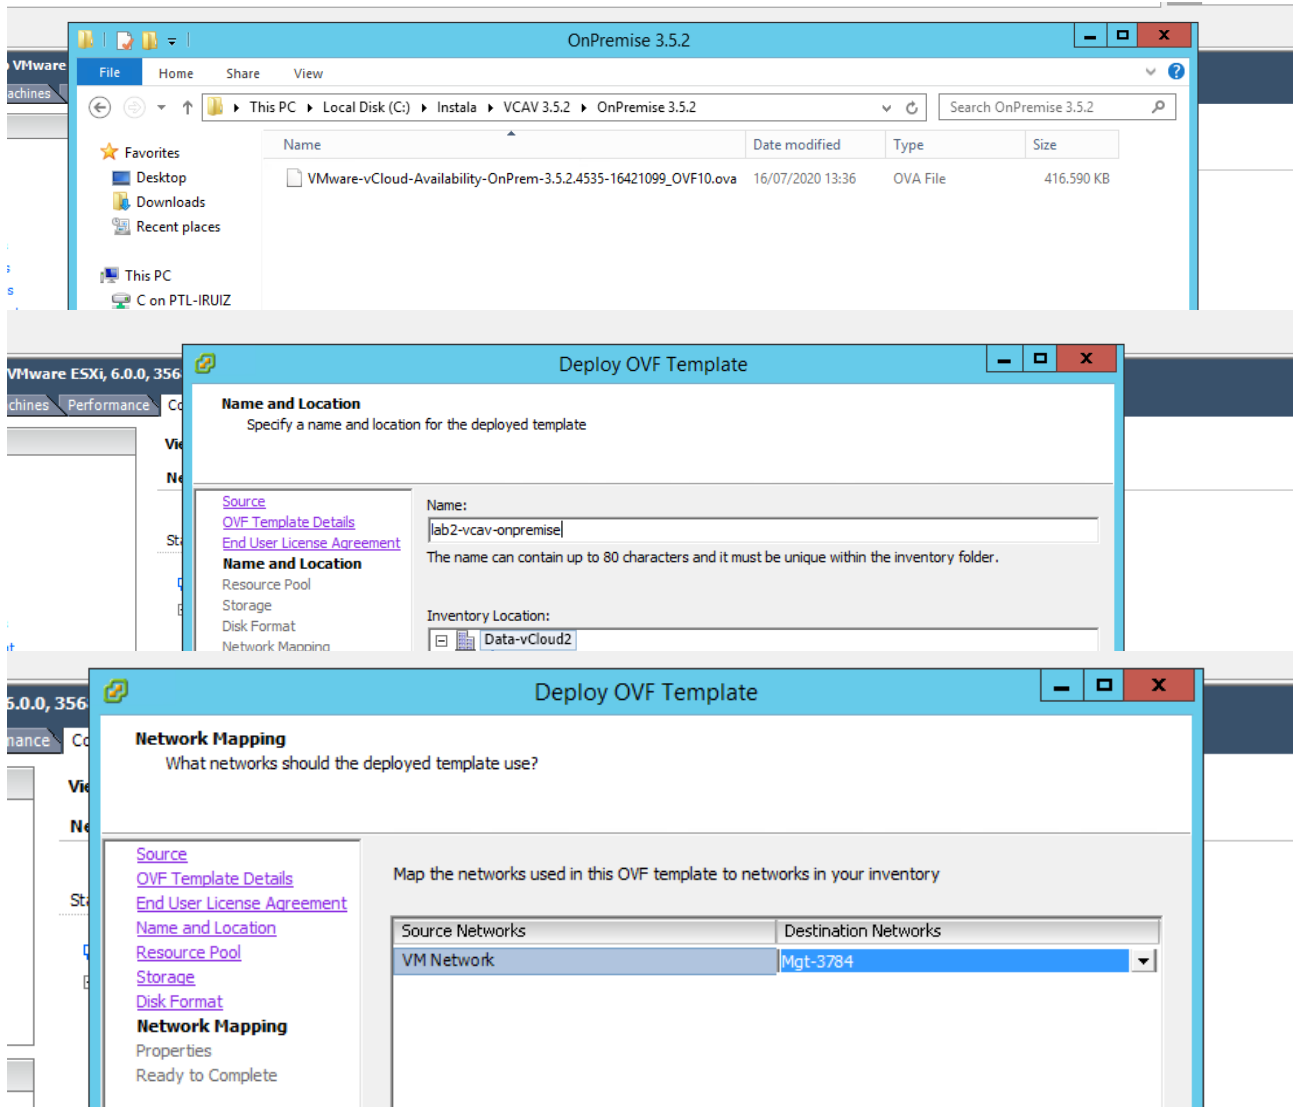 OnPremise 3.5.2
VMware
File Home Share View
achines
This PC Local Disk (C:) Instala VCAV 3.5.2 OnPremise 3.5.2
Search OnPremise 3.5.2
Name Date modified Type Size
Favorites
Desktop
Downloads
Recent places
This PC
C on PTL-IRUIZ
VMware-vCloud-Availability-OnPrem-3.5.2.4535-16421099_OVF10.ova 16/07/2020 13:36 OVA File 416.590 KB
s
s
Deploy OVF Template
VMware ESXi, 6.0.0, 356
chines Performance Co
Name and Location
Specify a name and location for the deployed template
Vie
Ne
Sta
Source
OVF Template Details
End User License Agreement
Name and Location
Resource Pool
Storage
Disk Format
Network Mapping
Name:
lab2-vcav-onpremise
The name can contain up to 80 characters and it must be unique within the inventory folder.
Inventory Location:
Data-vCloud2
Deploy OVF Template
6.0.0, 356
mance Co
Network Mapping
What networks should the deployed template use?
Vie
Ne
Sta
Source
OVF Template Details
End User License Agreement
Name and Location
Resource Pool
Storage
Disk Format
Network Mapping
Properties
Ready to Complete
Map the networks used in this OVF template to networks in your inventory
Source Networks Destination Networks
VM Network Mgt-3784